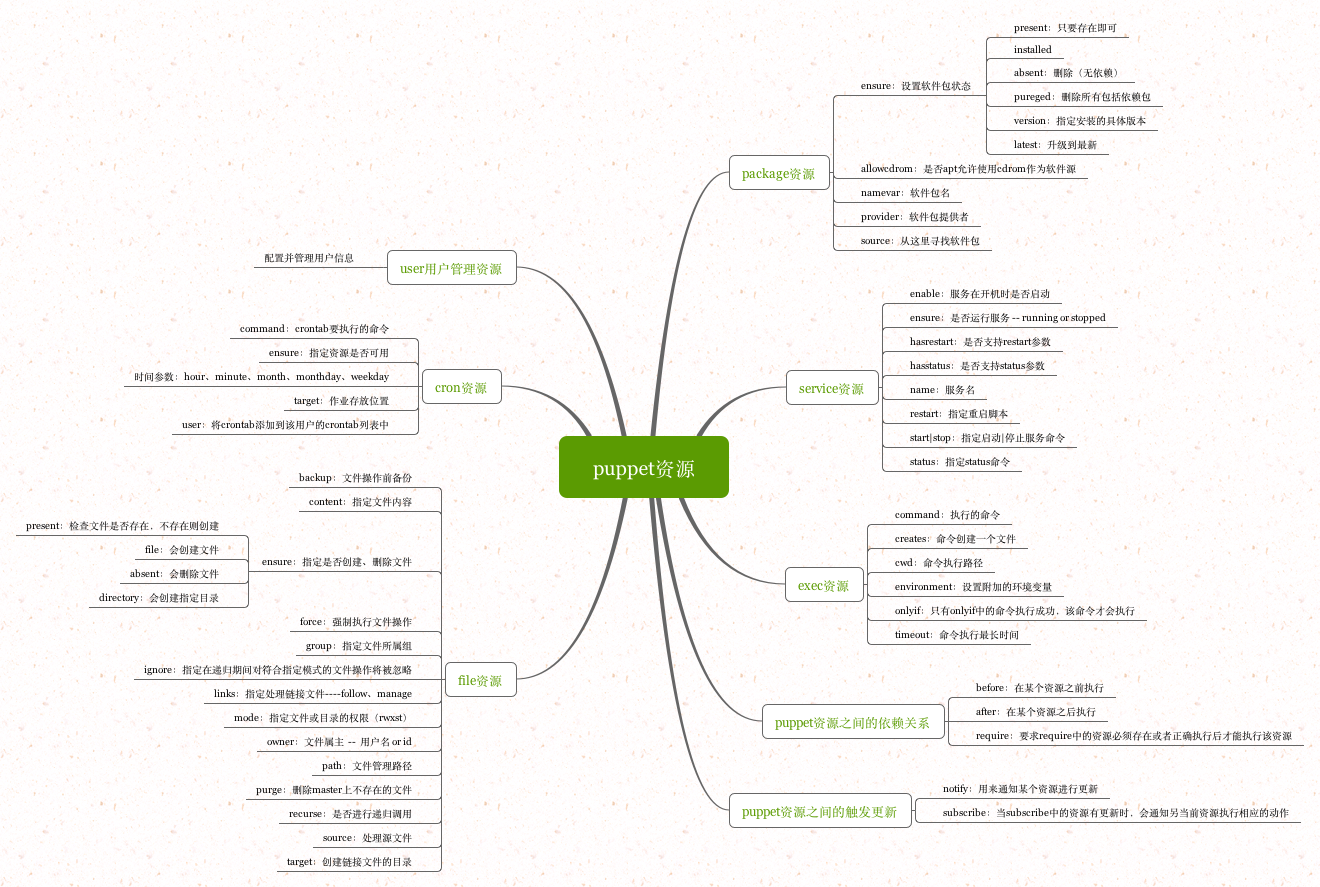 puppet资源
package资源
ensure：设置软件包状态
present：只要存在即可
installed
absent：删除（无依赖）
pureged：删除所有包括依赖包
version：指定安装的具体版本
latest：升级到最新
allowcdrom：是否apt允许使用cdrom作为软件源
namevar：软件包名
provider：软件包提供者
source：从这里寻找软件包
service资源
enable：服务在开机时是否启动
ensure：是否运行服务 -- running or stopped
hasrestart：是否支持restart参数
hasstatus：是否支持status参数
name：服务名
restart：指定重启脚本
start|stop：指定启动|停止服务命令
status：指定status命令
exec资源
command：执行的命令
creates：命令创建一个文件
cwd：命令执行路径
environment：设置附加的环境变量
onlyif：只有onlyif中的命令执行成功，该命令才会执行
timeout：命令执行最长时间
puppet资源之间的依赖关系
before：在某个资源之前执行
after：在某个资源之后执行
require：要求require中的资源必须存在或者正确执行后才能执行该资源
puppet资源之间的触发更新
notify：用来通知某个资源进行更新
subscribe：当subscribe中的资源有更新时，会通知另当前资源执行相应的动作
user用户管理资源
配置并管理用户信息
cron资源
command：crontab要执行的命令
ensure：指定资源是否可用
时间参数：hour、minute、month、monthday、weekday
target：作业存放位置
user：将crontab添加到该用户的crontab列表中
file资源
backup：文件操作前备份
content：指定文件内容
ensure：指定是否创建、删除文件
present：检查文件是否存在，不存在则创建
file：会创建文件
absent：会删除文件
directory：会创建指定目录
force：强制执行文件操作
group：指定文件所属组
ignore：指定在递归期间对符合指定模式的文件操作将被忽略
links：指定处理链接文件----follow、manage
mode：指定文件或目录的权限（rwxst）
owner：文件属主 -- 用户名 or id
path：文件管理路径
purge：删除master上不存在的文件
recurse：是否进行递归调用
source：处理源文件
target：创建链接文件的目录